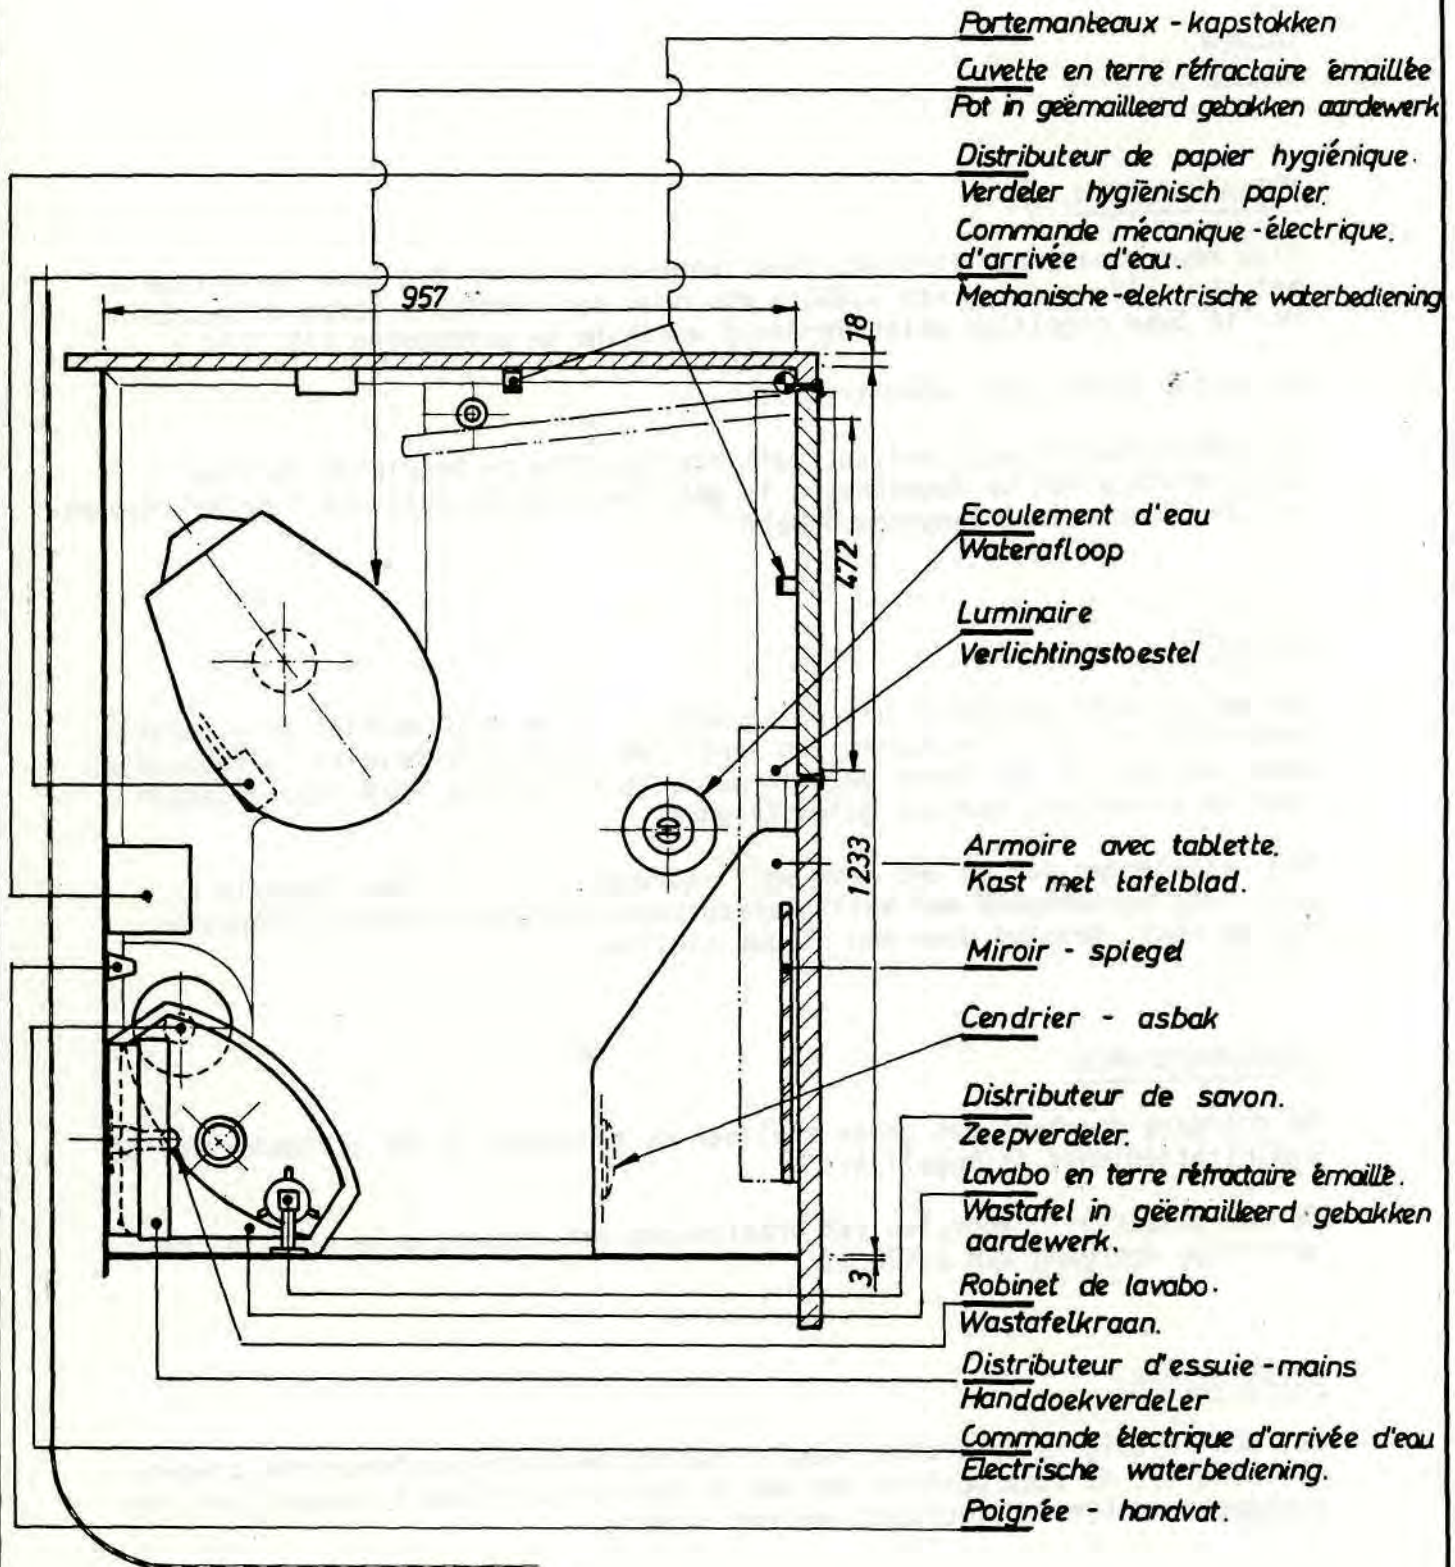 Portemanteaux - kapstokken
Cuvette en terre réfractaire émaillée
Pot in geëmailleerd gebakken aardewerk
Distributeur de papier hygiénique.
Verdeler hygiënisch papier.
Commande mécanique-électrique.
d'arrivée d'eau.
Mechanische-elektrische waterbediening
957
18
472
Ecoulement d'eau
Waterafloop
Luminaire
Verlichtingstoestel
1233
Armoire avec tablette.
Kast met tafelblad.
Miroir - spiegel
Cendrier - asbak
Distributeur de savon.
Zeepverdeler.
Lavabo en terre réfractaire émaillé.
Wastafel in geëmailleerd gebakken
aardewerk.
3
Robinet de lavabo.
Wastafelkraan.
Distributeur d'essuie-mains
Handdoekverdeler
Commande électrique d'arrivée d'eau
Electrische waterbediening.
Poignée - handvat.